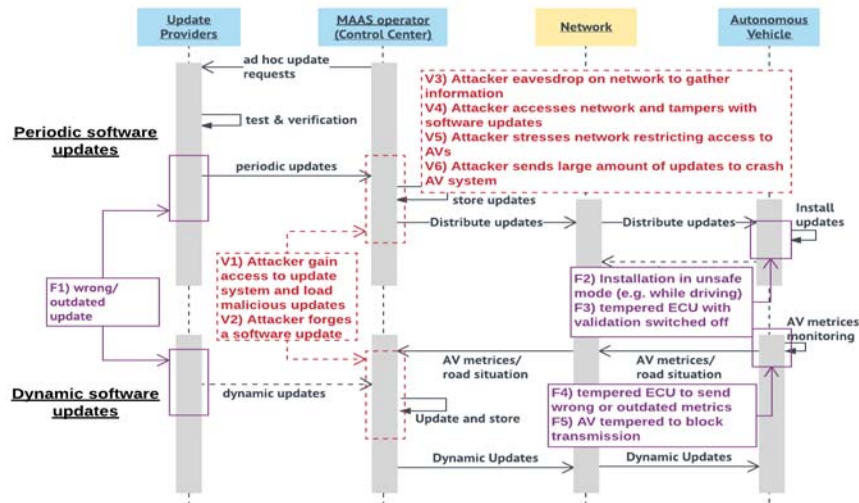 Update
Providers
MAAS operator
(Control Center)
Network
Autonomous
Vehicle
ad hoc update
requests
V3) Attacker eavesdrop on network to gather
information
V4) Attacker accesses network and tampers with
software updates
V5) Attacker stresses network restricting access to
AVs
V6) Attacker sends large amount of updates to crash
AV system
test & verification
Periodic software
updates
periodic updates
store updates
Install
updates
Distribute updates
Distribute updates
V1) Attacker gain
access to update
system and load
malicious updates
V2) Attacker forges
a software update
F1) wrong/
outdated
update
F2) Installation in unsafe
mode (e.g. while driving)
F3) tempered ECU with
validation switched off
AV metrics
monitoring
AV metrices/
road situation
AV metrices/
road situation
Dynamic software
updates
dynamic updates
Update and store
F4) tempered ECU to send
wrong or outdated metrics
F5) AV tempered to block
transmission
Dynamic Updates
Dynamic Updates